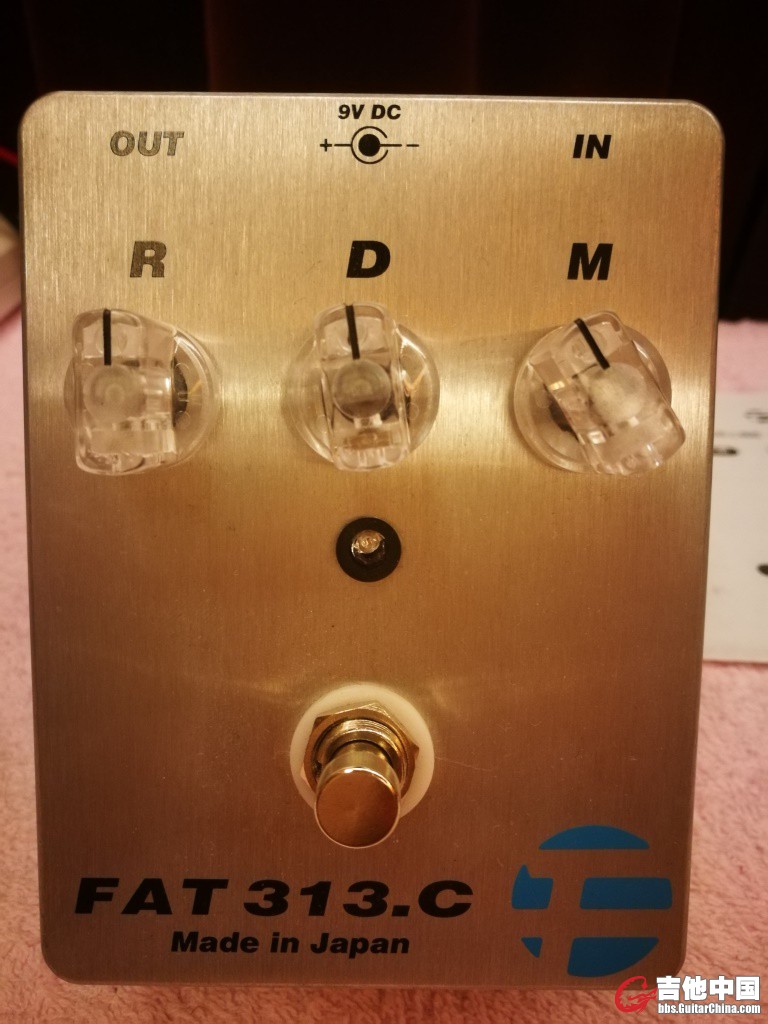 9V DC
OUT + - IN
R D M
FAT 313.C
Made in Japan
吉他中国
bbs.GuitarChina.com